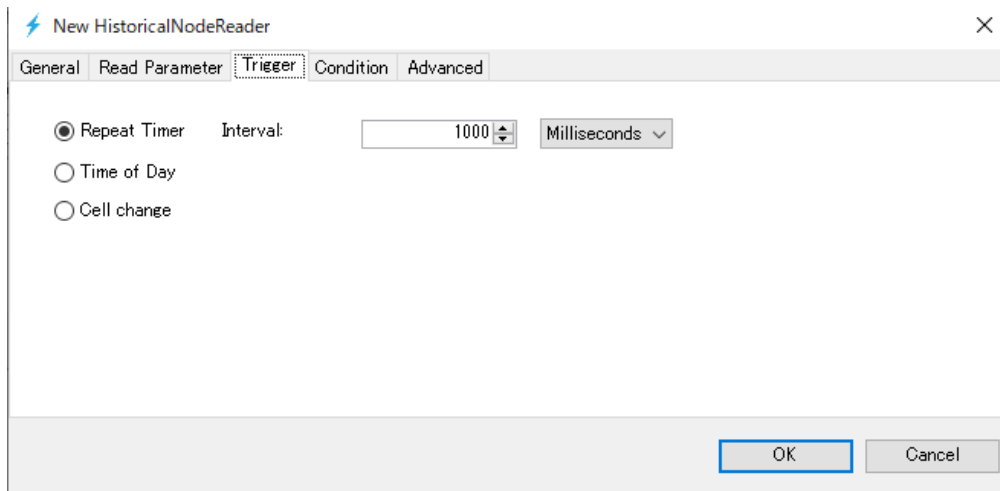 New HistoricalNodeReader
General Read Parameter Trigger Condition Advanced
Repeat Timer Interval: 1000 Milliseconds
Time of Day
Cell change
OK Cancel